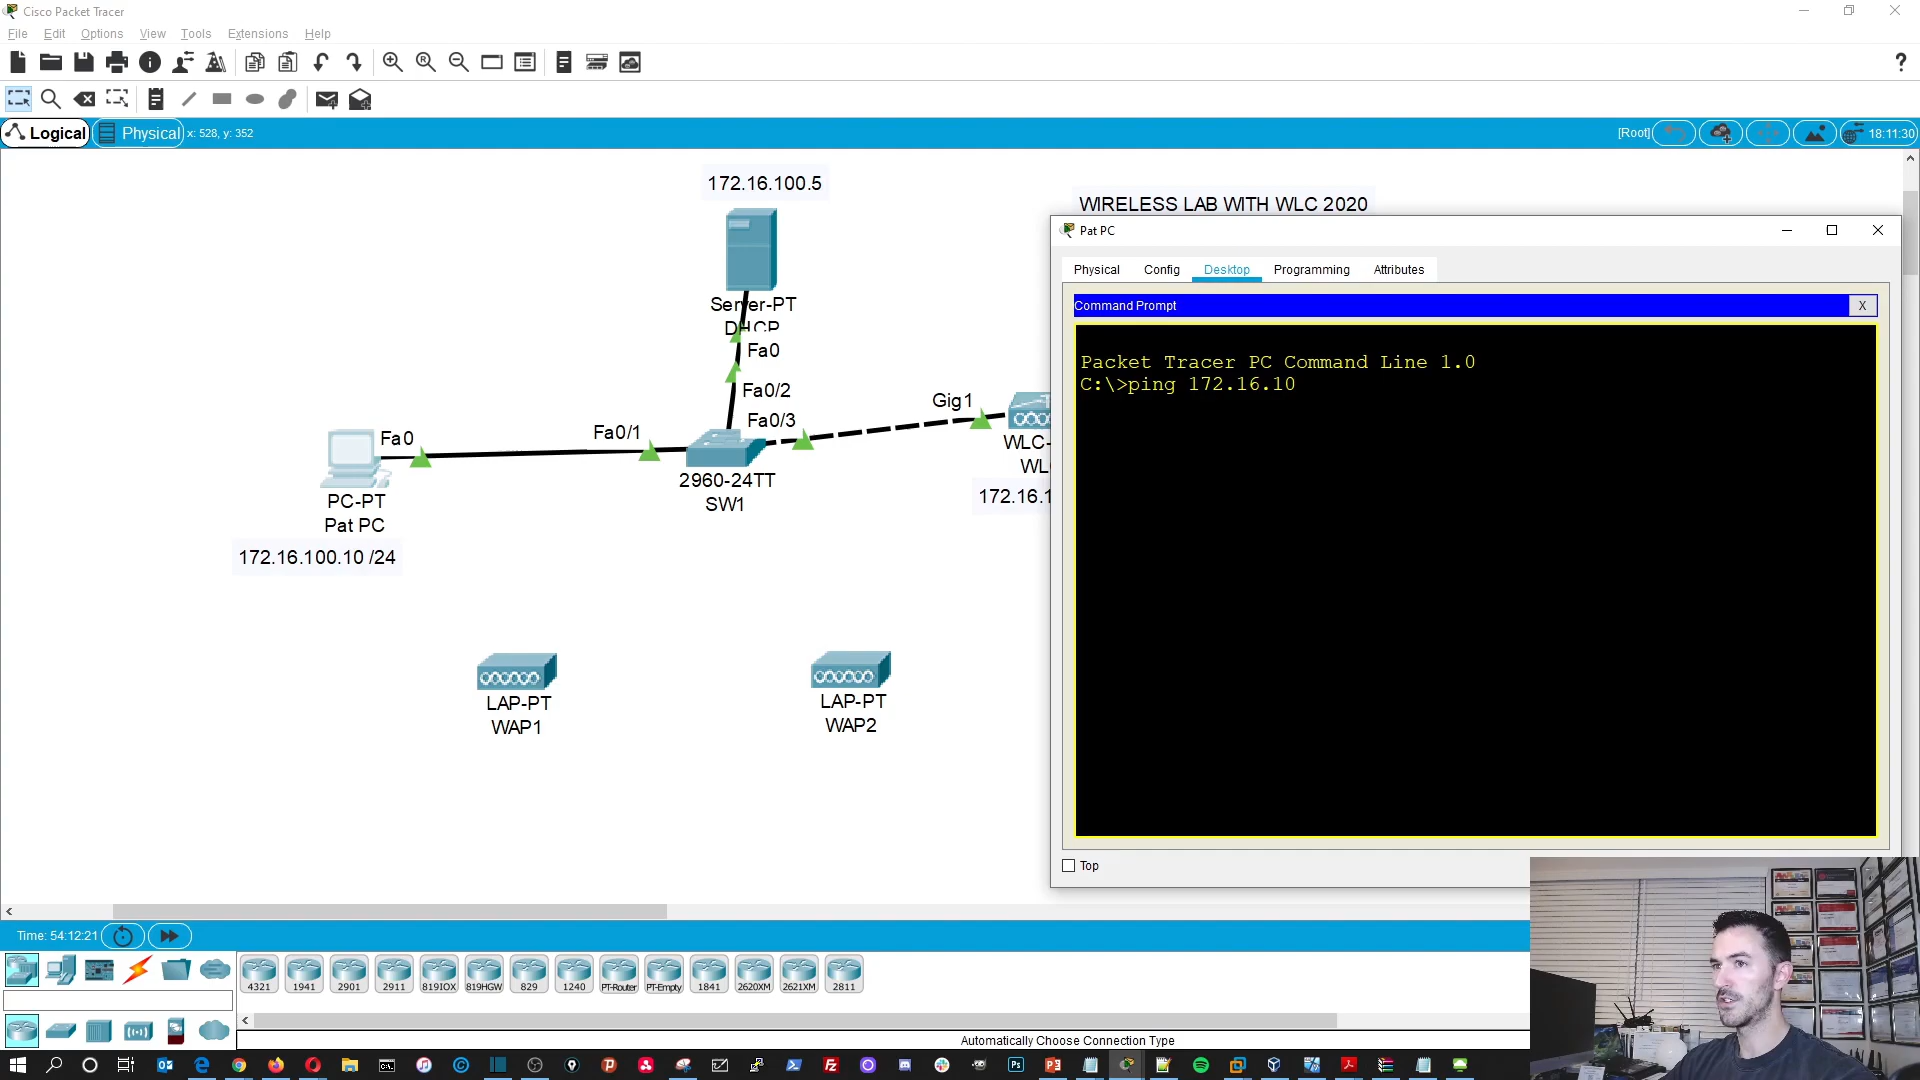 Cisco Packet Tracer
File Edit Options View Tools Extensions Help
Logical Physical x: 528, y: 352 [Root] 18:11:30
172.16.100.5
WIRELESS LAB WITH WLC 2020
Server-PT
DHCP
Fa0
Fa0/2
Fa0/3
Gig1
Fa0
Fa0/1
WLC-
WL
172.16.1
2960-24TT
SW1
PC-PT
Pat PC
172.16.100.10 /24
LAP-PT
WAP1
LAP-PT
WAP2
Pat PC
Physical Config Desktop Programming Attributes
Command Prompt X
Packet Tracer PC Command Line 1.0
C:\>ping 172.16.10
Top
Time: 54:12:21
4321 1941 2901 2911 819IOX 819HGW 829 1240 PT-Router PT-Empty 1841 2620XM 2621XM 2811
Automatically Choose Connection Type